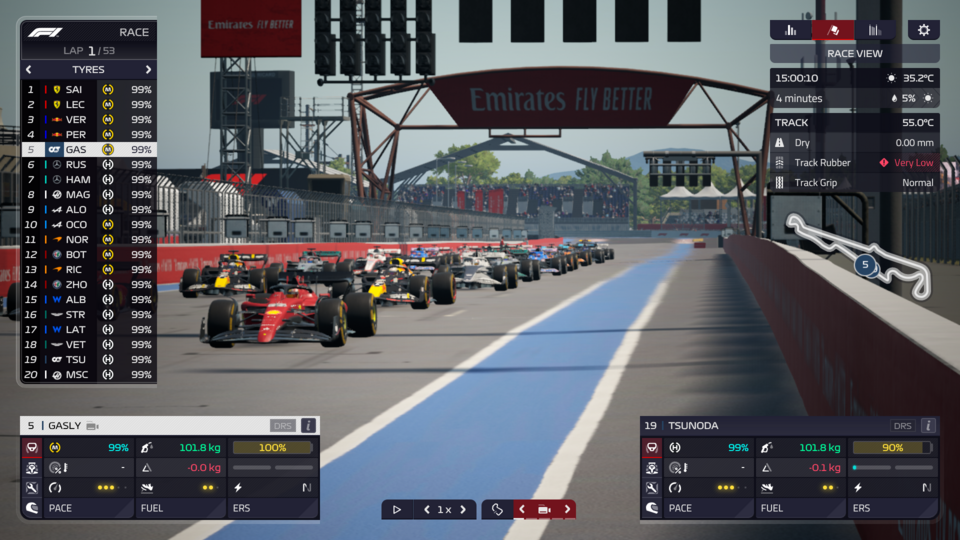 F1 RACE
LAP 1/53
TYRES
1 SAI M 99%
2 LEC M 99%
3 VER M 99%
4 PER M 99%
5 GAS M 99%
6 RUS H 99%
7 HAM H 99%
8 MAG H 99%
9 ALO H 99%
10 OCO M 99%
11 NOR M 99%
12 BOT M 99%
13 RIC M 99%
14 ZHO H 99%
15 ALB H 99%
16 STR H 99%
17 LAT H 99%
18 VET H 99%
19 TSU H 99%
20 MSC H 99%
Emirates FLY BETTER
Emirates FLY BETTER
RACE VIEW
15:00:10 35.2°C
4 minutes 5%
TRACK 55.0°C
Dry 0.00 mm
Track Rubber Very Low
Track Grip Normal
5
5 GASLY DRS i
M 99% 101.8 kg 100%
- -0.0 kg
N
PACE FUEL ERS
1x
19 TSUNODA DRS i
H 99% 101.8 kg 90%
- -0.1 kg
N
PACE FUEL ERS